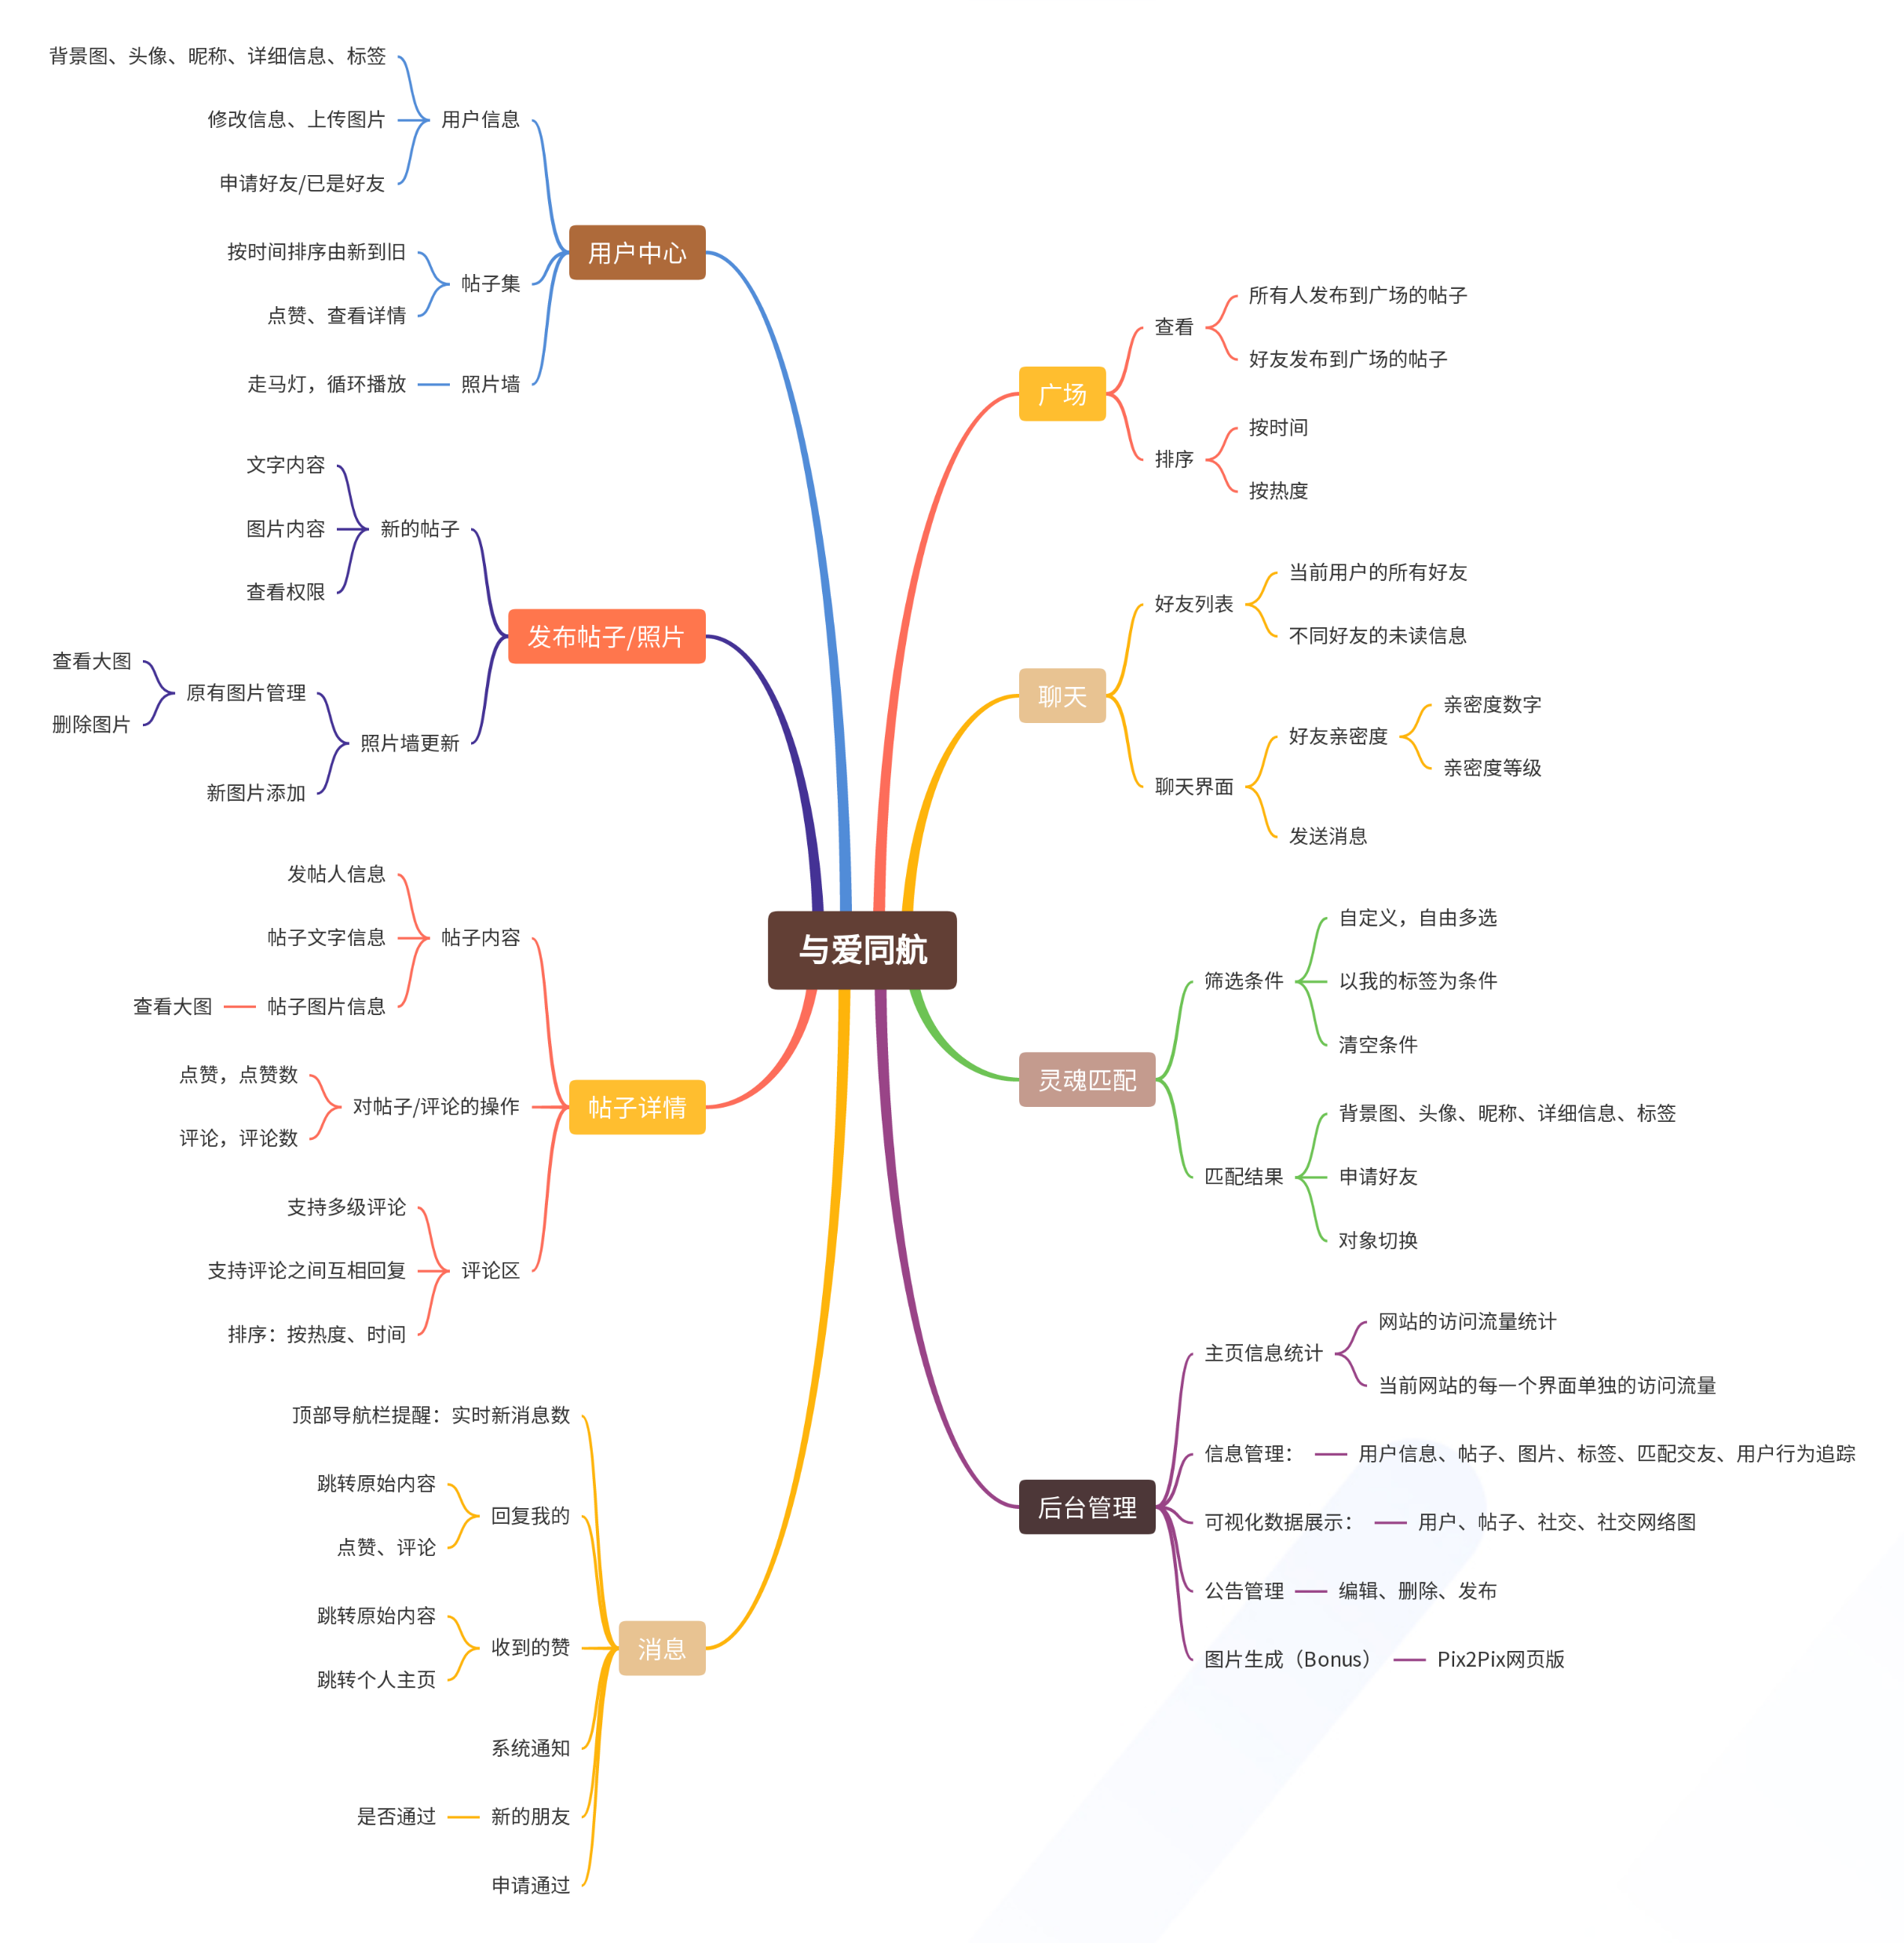 与爱同航
用户中心
用户信息
背景图、头像、昵称、详细信息、标签
修改信息、上传图片
申请好友/已是好友
帖子集
按时间排序由新到旧
点赞、查看详情
照片墙
走马灯，循环播放
发布帖子/照片
新的帖子
文字内容
图片内容
查看权限
照片墙更新
原有图片管理
查看大图
删除图片
新图片添加
帖子详情
帖子内容
发帖人信息
帖子文字信息
帖子图片信息
查看大图
对帖子/评论的操作
点赞，点赞数
评论，评论数
评论区
支持多级评论
支持评论之间互相回复
排序：按热度、时间
消息
顶部导航栏提醒：实时新消息数
回复我的
跳转原始内容
点赞、评论
收到的赞
跳转原始内容
跳转个人主页
系统通知
新的朋友
是否通过
申请通过
广场
查看
所有人发布到广场的帖子
好友发布到广场的帖子
排序
按时间
按热度
聊天
好友列表
当前用户的所有好友
不同好友的未读信息
聊天界面
好友亲密度
亲密度数字
亲密度等级
发送消息
灵魂匹配
筛选条件
自定义，自由多选
以我的标签为条件
清空条件
匹配结果
背景图、头像、昵称、详细信息、标签
申请好友
对象切换
后台管理
主页信息统计
网站的访问流量统计
当前网站的每一个界面单独的访问流量
信息管理：
用户信息、帖子、图片、标签、匹配交友、用户行为追踪
可视化数据展示：
用户、帖子、社交、社交网络图
公告管理
编辑、删除、发布
图片生成（Bonus）
Pix2Pix网页版